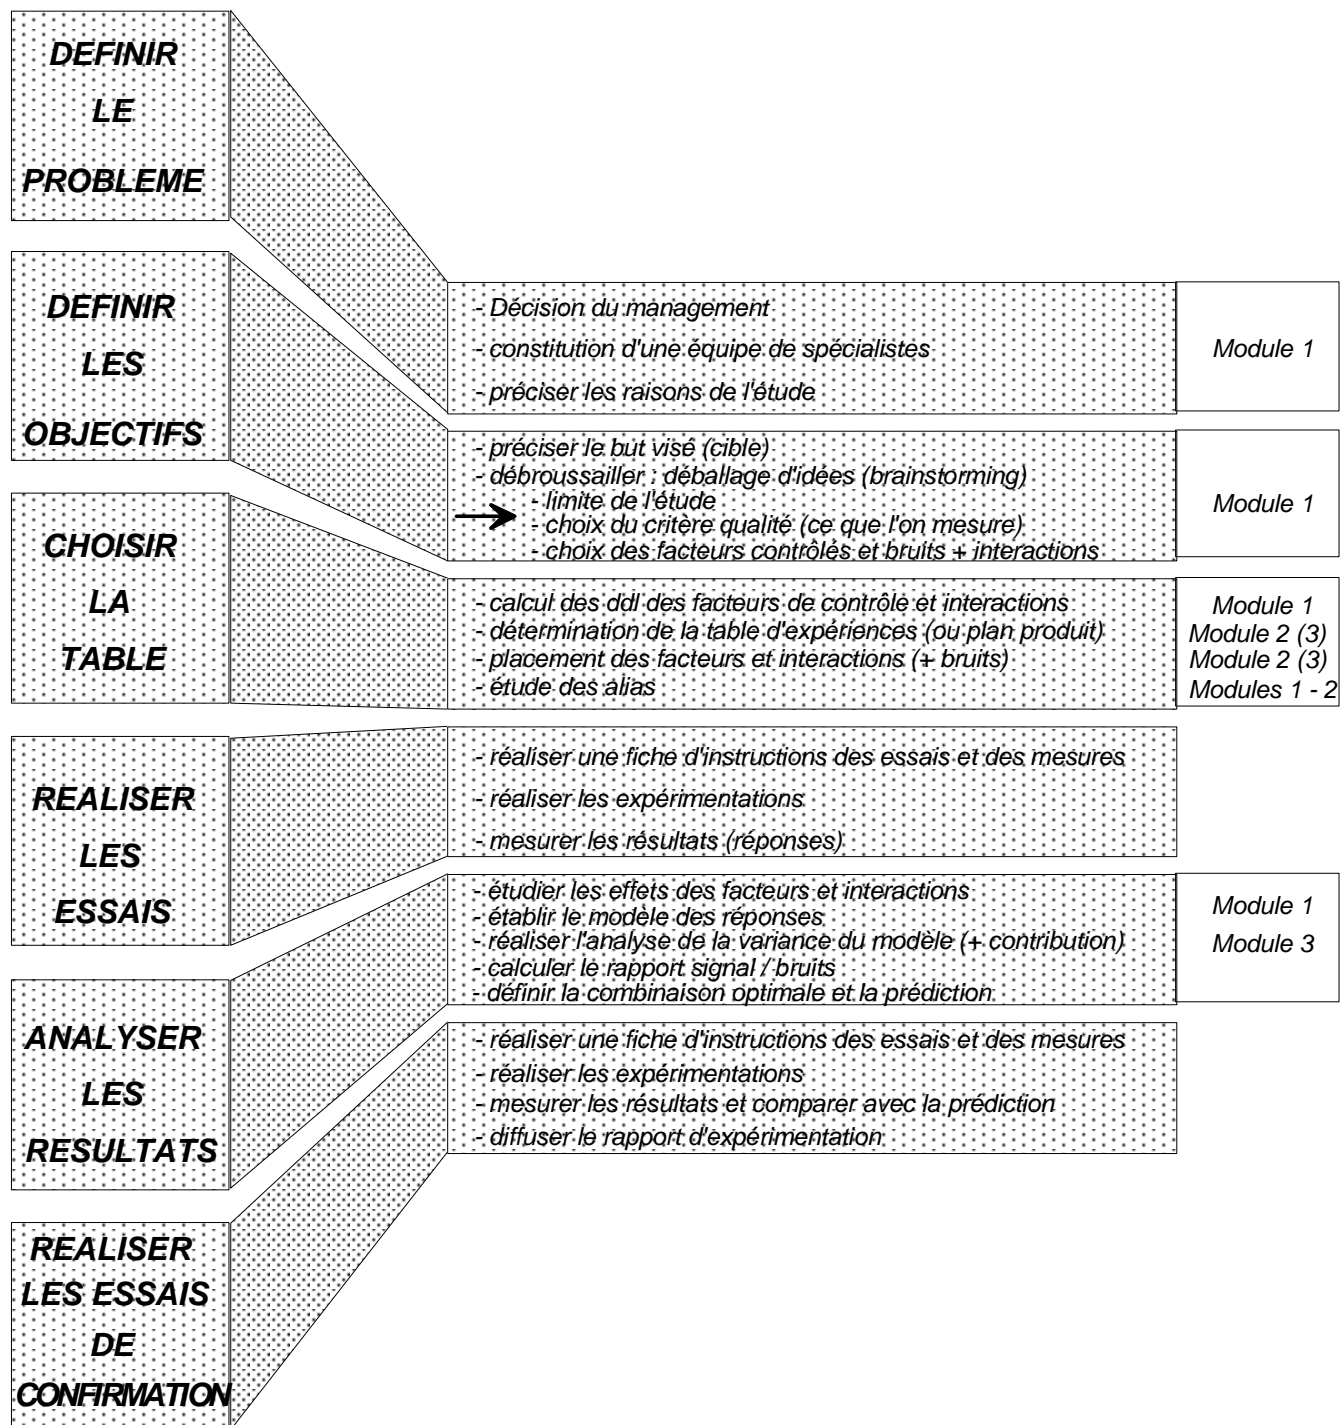 DEFINIR
LE
PROBLEME
- Décision du management
- constitution d'une équipe de spécialistes
- préciser les raisons de l'étude
Module 1
DEFINIR
LES
OBJECTIFS
- préciser le but visé (cible)
- débroussailler : déballage d'idées (brainstorming)
- limite de l'étude
- choix du critère qualité (ce que l'on mesure)
- choix des facteurs contrôlés et bruits + interactions
Module 1
CHOISIR
LA
TABLE
- calcul des ddl des facteurs de contrôle et interactions
- détermination de la table d'expériences (ou plan produit)
- placement des facteurs et interactions (+ bruits)
- étude des alias
Module 1
Module 2 (3)
Module 2 (3)
Modules 1 - 2
REALISER
LES
ESSAIS
- réaliser une fiche d'instructions des essais et des mesures
- réaliser les expérimentations
- mesurer les résultats (réponses)
ANALYSER
LES
RESULTATS
- étudier les effets des facteurs et interactions
- établir le modèle des réponses
- réaliser l'analyse de la variance du modèle (+ contribution)
- calculer le rapport signal / bruits
- définir la combinaison optimale et la prédiction
Module 1
Module 3
REALISER
LES ESSAIS
DE
CONFIRMATION
- réaliser une fiche d'instructions des essais et des mesures
- réaliser les expérimentations
- mesurer les résultats et comparer avec la prédiction
- diffuser le rapport d'expérimentation